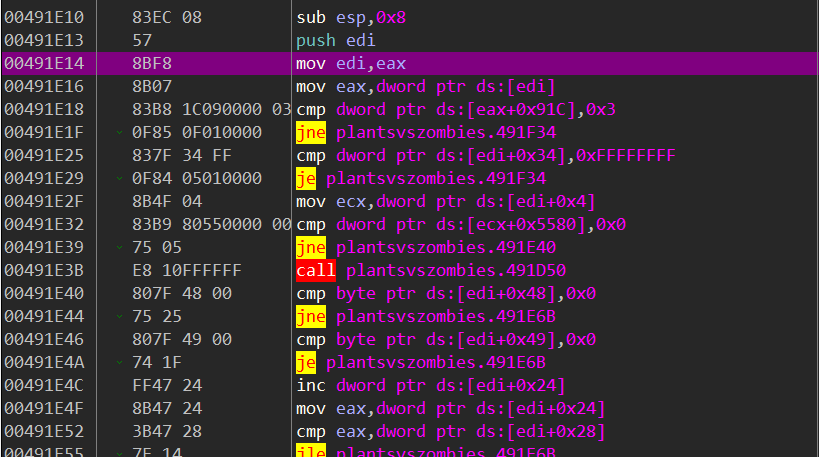 00491E10 83EC 08 sub esp,0x8
00491E13 57 push edi
00491E14 8BF8 mov edi,eax
00491E16 8B07 mov eax,dword ptr ds:[edi]
00491E18 83B8 1C090000 03 cmp dword ptr ds:[eax+0x91C],0x3
00491E1F 0F85 0F010000 jne plantsvszombies.491F34
00491E25 837F 34 FF cmp dword ptr ds:[edi+0x34],0xFFFFFFFF
00491E29 0F84 05010000 je plantsvszombies.491F34
00491E2F 8B4F 04 mov ecx,dword ptr ds:[edi+0x4]
00491E32 83B9 80550000 00 cmp dword ptr ds:[ecx+0x5580],0x0
00491E39 75 05 jne plantsvszombies.491E40
00491E3B E8 10FFFFFF call plantsvszombies.491D50
00491E40 807F 48 00 cmp byte ptr ds:[edi+0x48],0x0
00491E44 75 25 jne plantsvszombies.491E6B
00491E46 807F 49 00 cmp byte ptr ds:[edi+0x49],0x0
00491E4A 74 1F je plantsvszombies.491E6B
00491E4C FF47 24 inc dword ptr ds:[edi+0x24]
00491E4F 8B47 24 mov eax,dword ptr ds:[edi+0x24]
00491E52 3B47 28 cmp eax,dword ptr ds:[edi+0x28]
00491E55 7E 14 jle plantsvszombies.491E6B